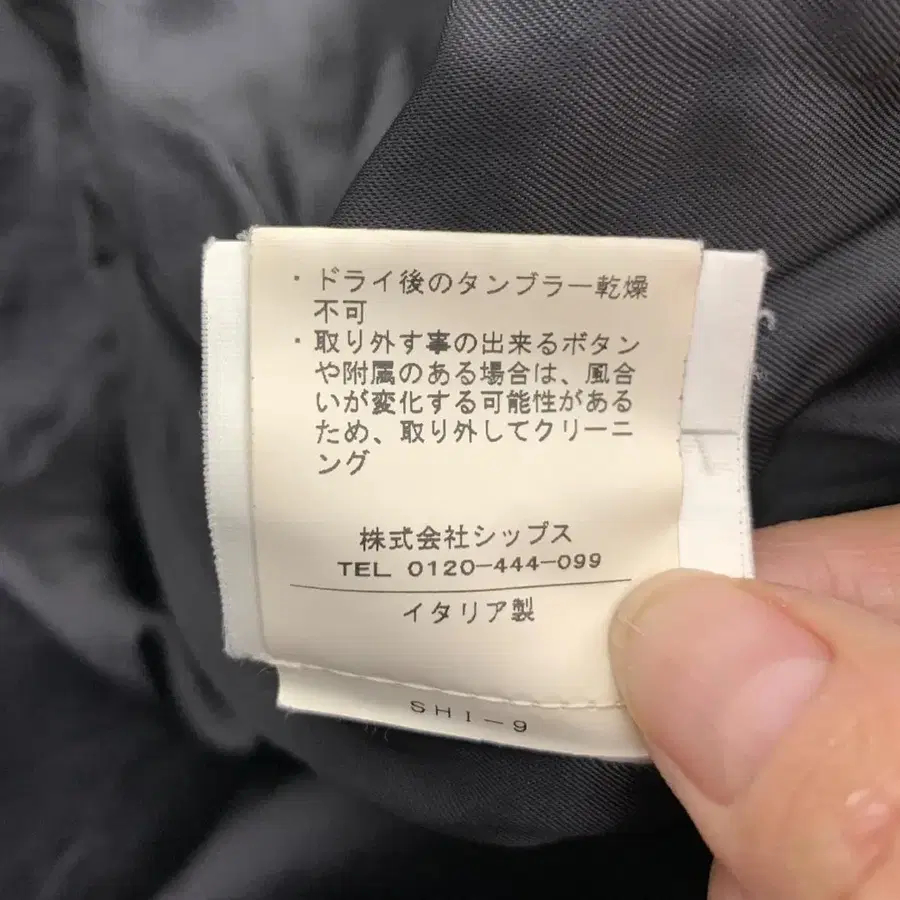 ・ドライ後のタンブラー乾燥
不可
・取り外す事の出来るボタン
や附属のある場合は、風合
いが変化する可能性がある
ため、取り外してクリーニ
ング
株式会社シップス
TEL 0120-444-099
イタリア製
SHI-9